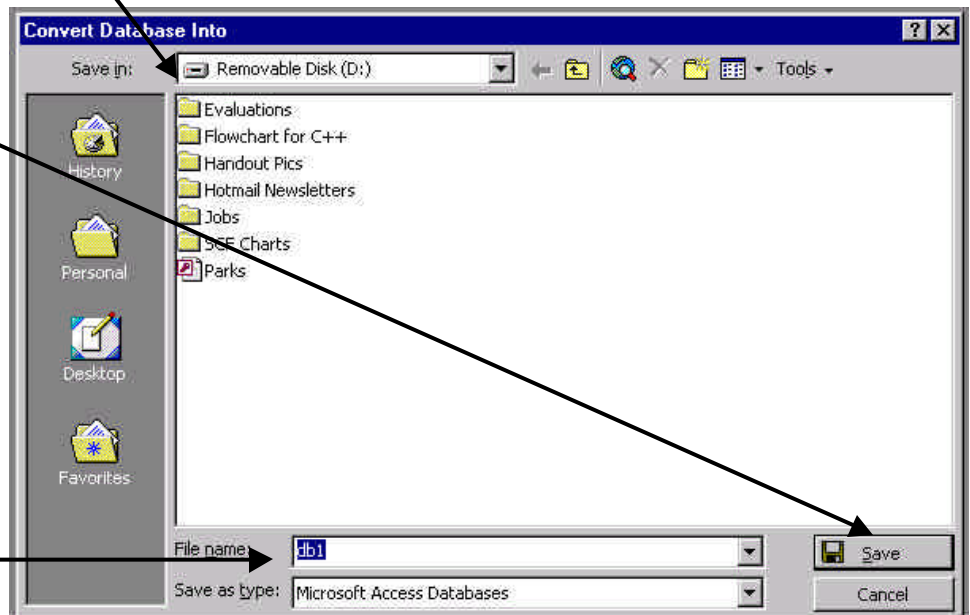 Convert Database Into
Save in: Removable Disk (D:) Tools
History
Personal
Desktop
Favorites
Evaluations
Flowchart for C++
Handout Pics
Hotmail Newsletters
Jobs
SCE Charts
Parks
File name: db1 Save
Save as type: Microsoft Access Databases Cancel